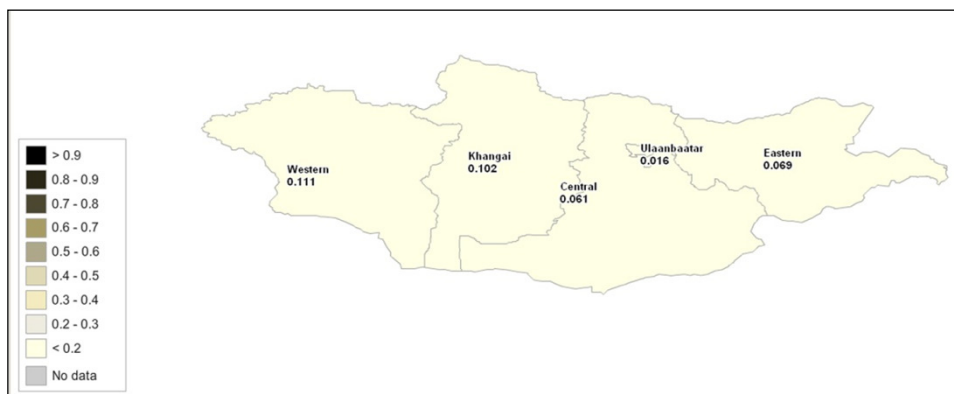 > 0.9
0.8 - 0.9
0.7 - 0.8
0.6 - 0.7
0.5 - 0.6
0.4 - 0.5
0.3 - 0.4
0.2 - 0.3
< 0.2
No data
Western
0.111
Khangai
0.102
Central
0.061
Ulaanbaatar
0.016
Eastern
0.069